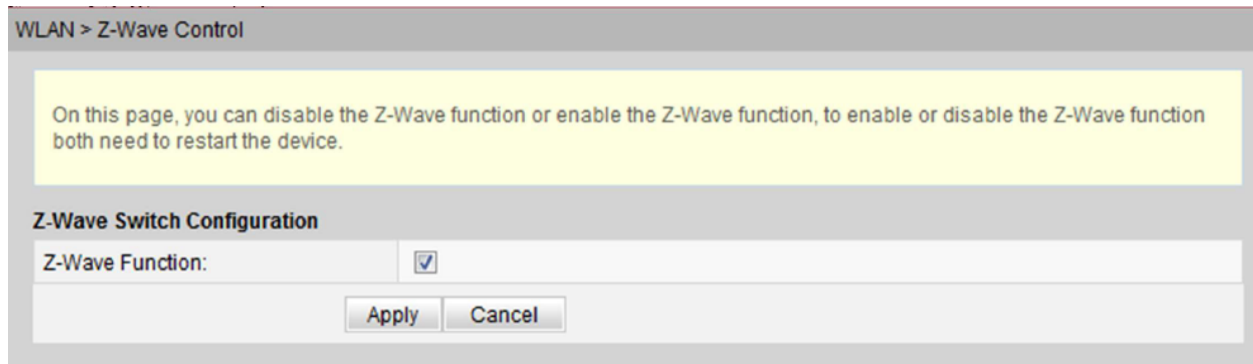 WLAN > Z-Wave Control
On this page, you can disable the Z-Wave function or enable the Z-Wave function, to enable or disable the Z-Wave function
both need to restart the device.
Z-Wave Switch Configuration
Z-Wave Function:
Apply Cancel